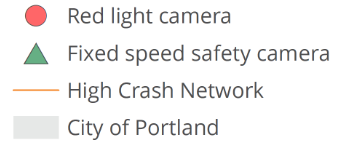 Red light camera
Fixed speed safety camera
High Crash Network
City of Portland